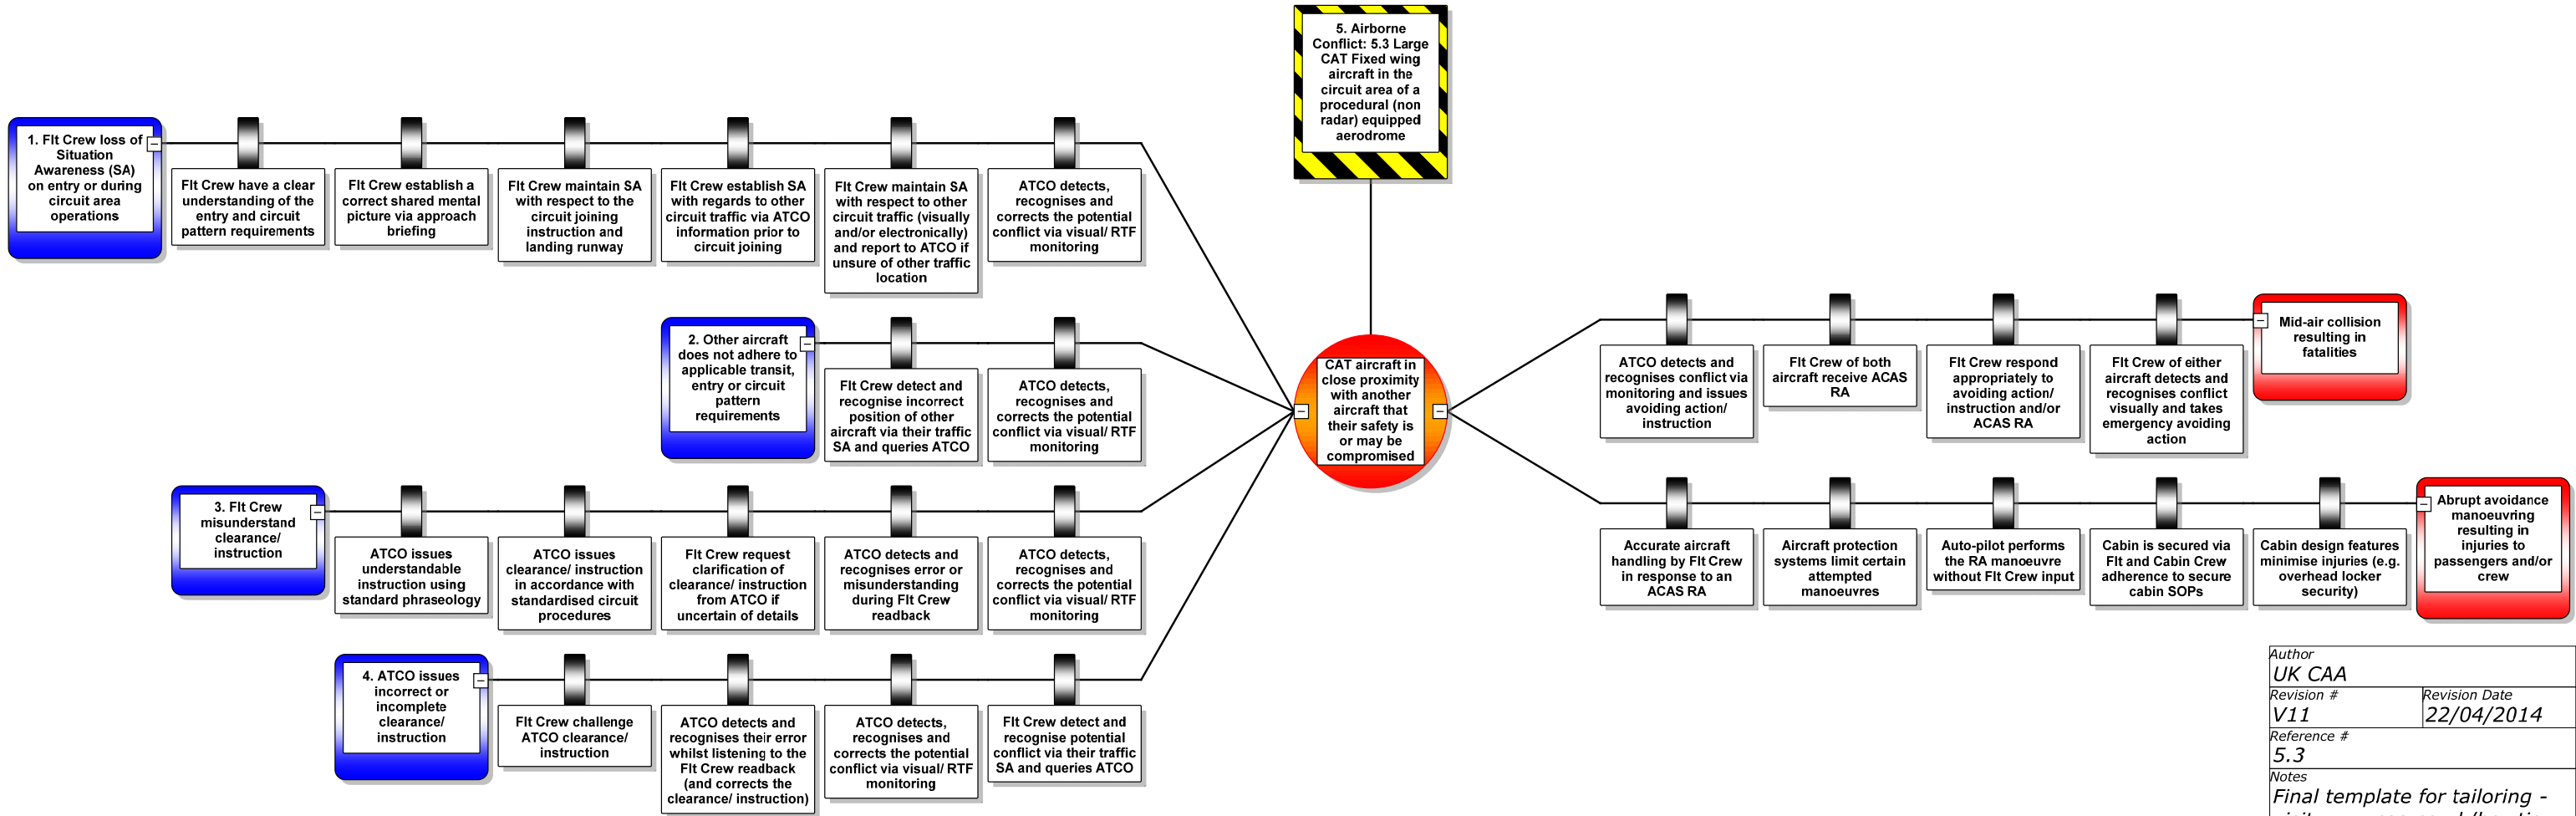 5. Airborne
Conflict: 5.3 Large
CAT Fixed wing
aircraft in the
circuit area of a
procedural (non
radar) equipped
aerodrome
1. Flt Crew loss of
Situation
Awareness (SA)
on entry or during
circuit area
operations
Flt Crew have a clear
understanding of the
entry and circuit
pattern requirements
Flt Crew establish a
correct shared mental
picture via approach
briefing
Flt Crew maintain SA
with respect to the
circuit joining
instruction and
landing runway
Flt Crew establish SA
with regards to other
circuit traffic via ATCO
information prior to
circuit joining
Flt Crew maintain SA
with respect to other
circuit traffic (visually
and/or electronically)
and report to ATCO if
unsure of other traffic
location
ATCO detects,
recognises and
corrects the potential
conflict via visual/ RTF
monitoring
2. Other aircraft
does not adhere to
applicable transit,
entry or circuit
pattern
requirements
Flt Crew detect and
recognise incorrect
position of other
aircraft via their traffic
SA and queries ATCO
ATCO detects,
recognises and
corrects the potential
conflict via visual/ RTF
monitoring
3. Flt Crew
misunderstand
clearance/
instruction
ATCO issues
understandable
instruction using
standard phraseology
ATCO issues
clearance/ instruction
in accordance with
standardised circuit
procedures
Flt Crew request
clarification of
clearance/ instruction
from ATCO if
uncertain of details
ATCO detects and
recognises error or
misunderstanding
during Flt Crew
readback
ATCO detects,
recognises and
corrects the potential
conflict via visual/ RTF
monitoring
4. ATCO issues
incorrect or
incomplete
clearance/
instruction
Flt Crew challenge
ATCO clearance/
instruction
ATCO detects and
recognises their error
whilst listening to the
Flt Crew readback
(and corrects the
clearance/ instruction)
ATCO detects,
recognises and
corrects the potential
conflict via visual/ RTF
monitoring
Flt Crew detect and
recognise potential
conflict via their traffic
SA and queries ATCO
CAT aircraft in
close proximity
with another
aircraft that
their safety is
or may be
compromised
ATCO detects and
recognises conflict via
monitoring and issues
avoiding action/
instruction
Flt Crew of both
aircraft receive ACAS
RA
Flt Crew respond
appropriately to
avoiding action/
instruction and/or
ACAS RA
Flt Crew of either
aircraft detects and
recognises conflict
visually and takes
emergency avoiding
action
Mid-air collision
resulting in
fatalities
Accurate aircraft
handling by Flt Crew
in response to an
ACAS RA
Aircraft protection
systems limit certain
attempted
manoeuvres
Auto-pilot performs
the RA manoeuvre
without Flt Crew input
Cabin is secured via
Flt and Cabin Crew
adherence to secure
cabin SOPs
Cabin design features
minimise injuries (e.g.
overhead locker
security)
Abrupt avoidance
manoeuvring
resulting in
injuries to
passengers and/or
crew
Author
UK CAA
Revision #
V11
Revision Date
22/04/2014
Reference #
5.3
Notes
Final template for tailoring -